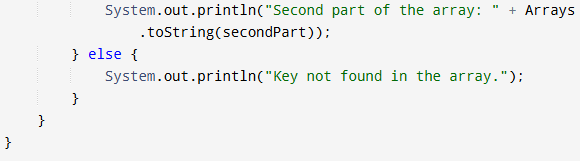 System.out.println("Second part of the array: " + Arrays
.toString(secondPart));
} else {
System.out.println("Key not found in the array.");
}
}
}